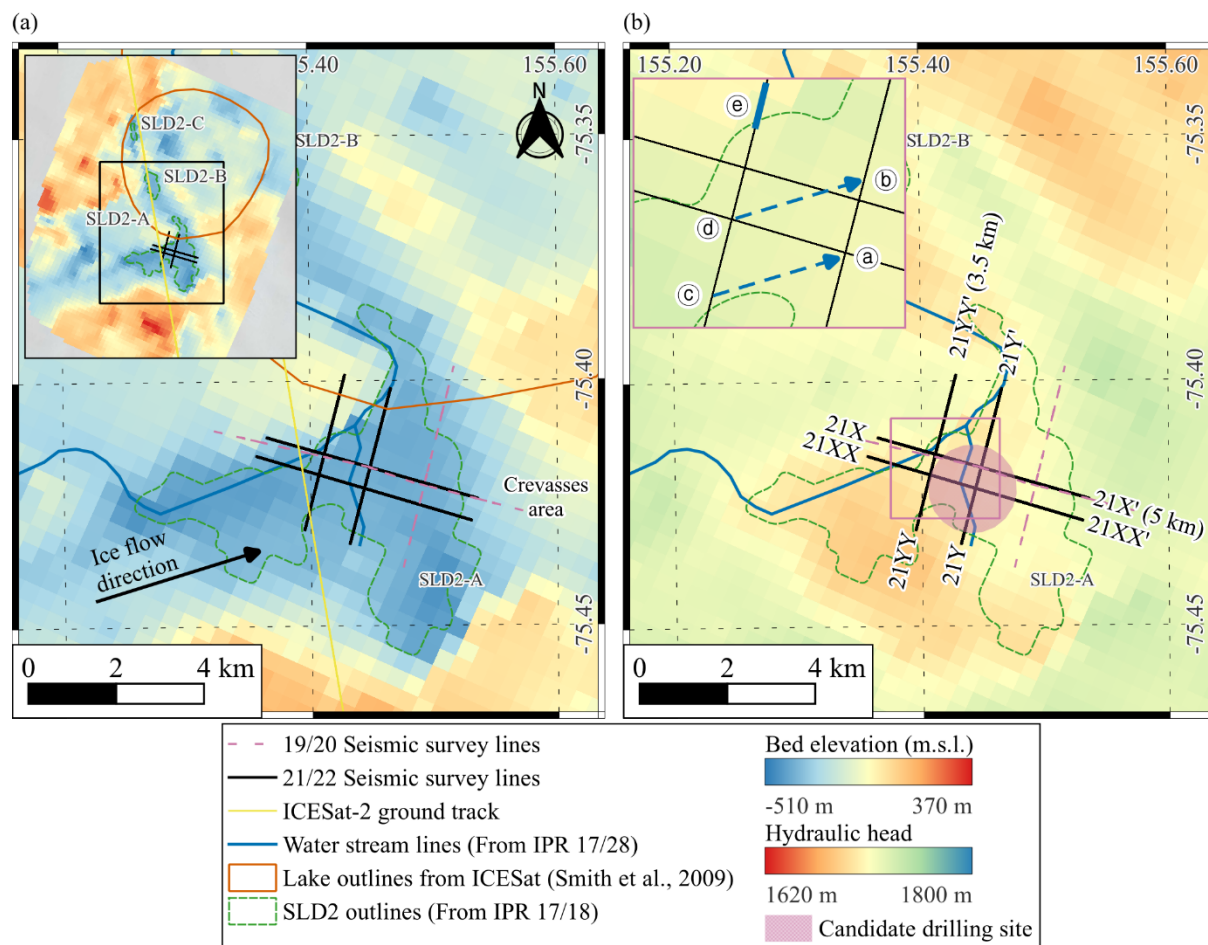 (a)
155.40
155.60
SLD2-C
SLD2-B
SLD2-A
N
SLD2-B
-75.35
-75.40
-75.45
Crevasses
area
Ice flow
direction
SLD2-A
0 2 4 km
(b)
155.20
155.40
155.60
e
b
d
a
c
SLD2-B
-75.35
-75.40
-75.45
21YY' (3.5 km)
21Y'
21X
21XX
21X' (5 km)
21XX'
21YY
21Y
SLD2-A
0 2 4 km
19/20 Seismic survey lines
21/22 Seismic survey lines
ICESat-2 ground track
Water stream lines (From IPR 17/28)
Lake outlines from ICESat (Smith et al., 2009)
SLD2 outlines (From IPR 17/18)
Bed elevation (m.s.l.)
-510 m 370 m
Hydraulic head
1620 m 1800 m
Candidate drilling site